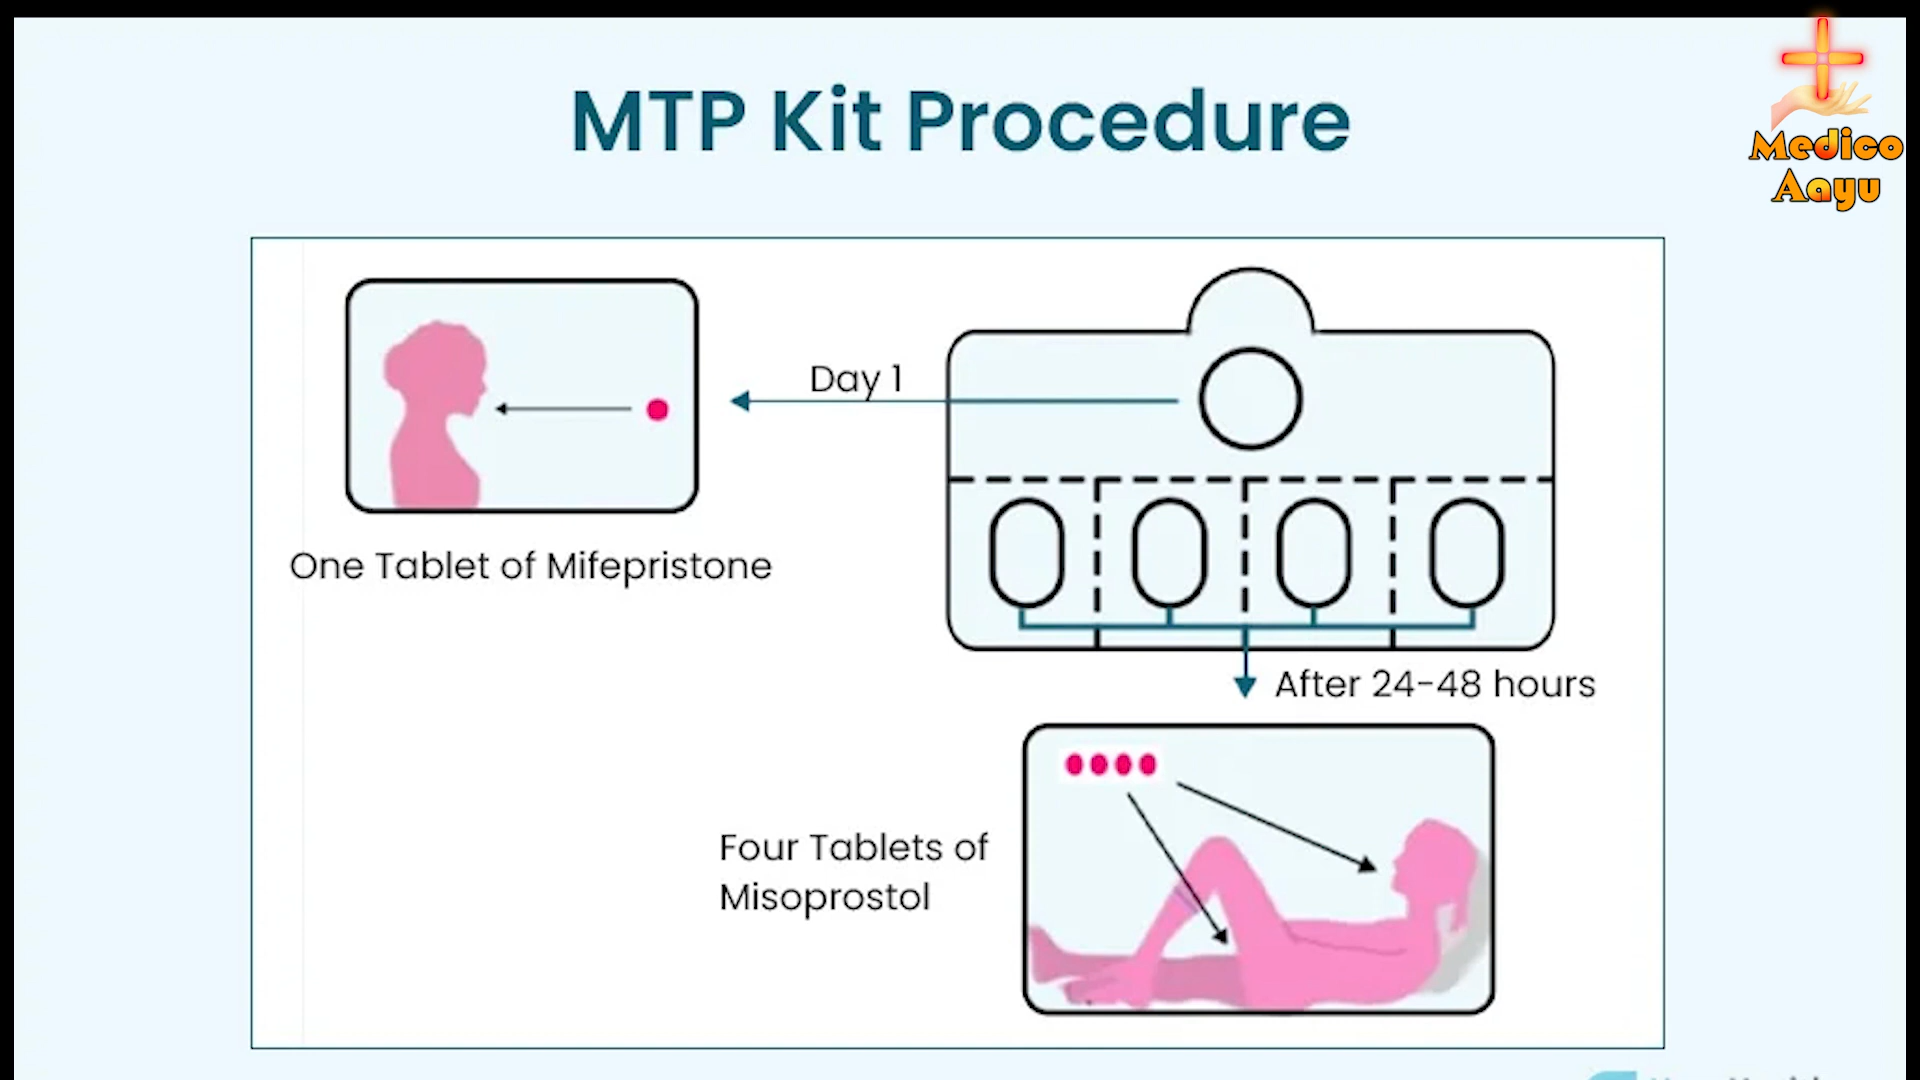 MTP Kit Procedure
Medico
Aayu
Day 1
One Tablet of Mifepristone
After 24-48 hours
Four Tablets of
Misoprostol